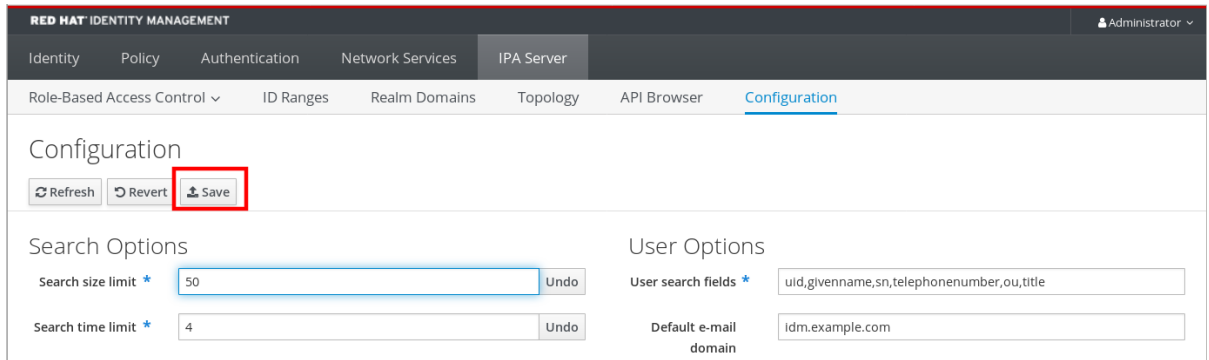 RED HAT® IDENTITY MANAGEMENT
Administrator
Identity Policy Authentication Network Services IPA Server
Role-Based Access Control ID Ranges Realm Domains Topology API Browser Configuration
Configuration
Refresh Revert Save
Search Options User Options
Search size limit * 50 Undo User search fields * uid,givenname,sn,telephonenumber,ou,title
Search time limit * 4 Undo Default e-mail idm.example.com
domain